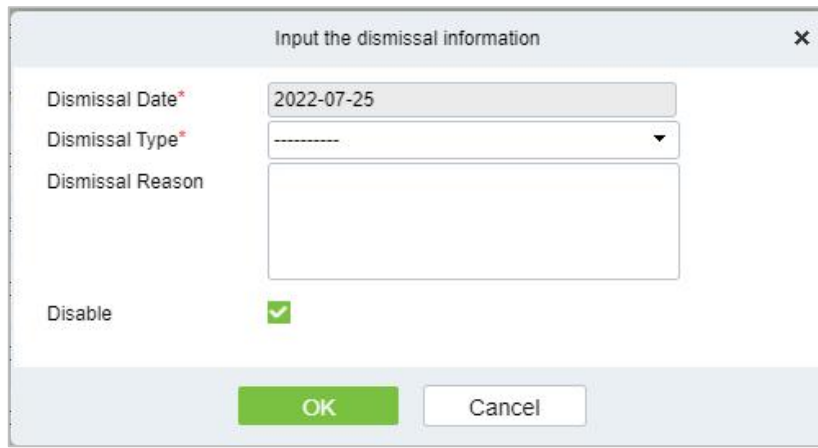 Input the dismissal information
Dismissal Date* 2022-07-25
Dismissal Type* ----------
Dismissal Reason
Disable
OK Cancel